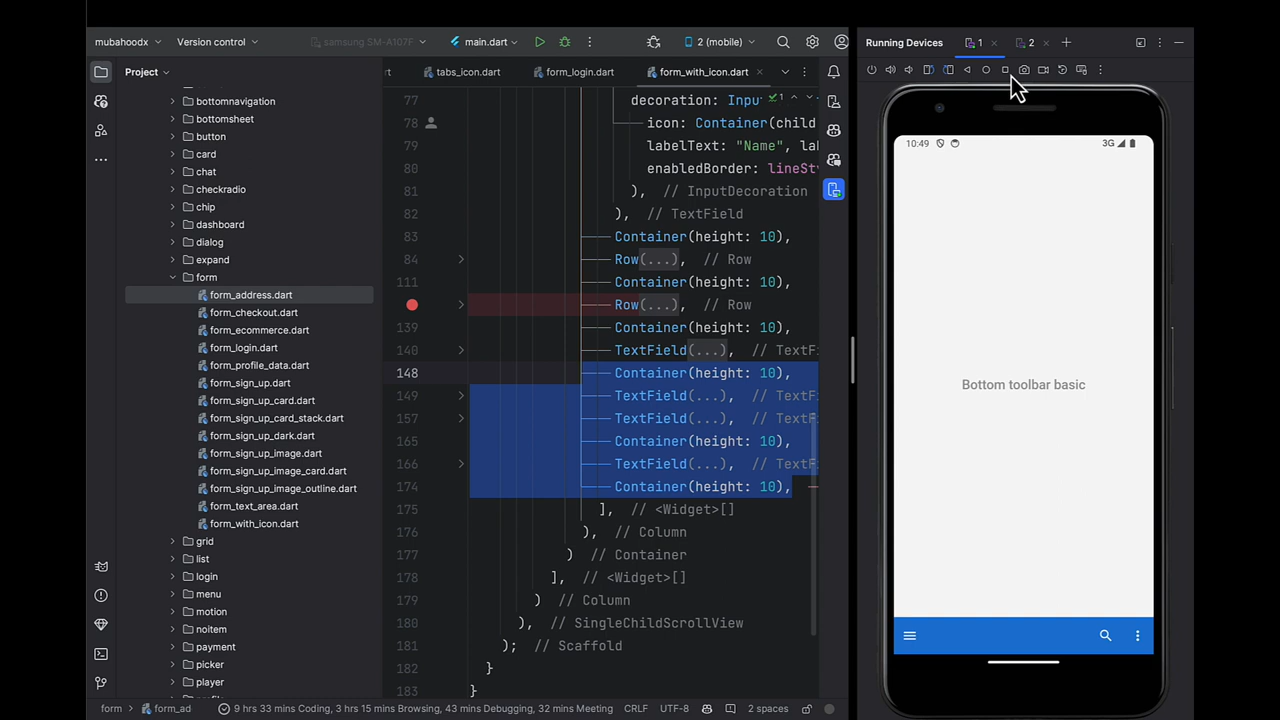 mubahoodx
Version control
samsung SM-A107F
main.dart
2 (mobile)
Running Devices
1
2
Project
tabs_icon.dart
form_login.dart
form_with_icon.dart
bottomnavigation
bottomsheet
button
card
chat
checkradio
chip
dashboard
dialog
expand
form
form_address.dart
form_checkout.dart
form_ecommerce.dart
form_login.dart
form_profile_data.dart
form_sign_up.dart
form_sign_up_card.dart
form_sign_up_card_stack.dart
form_sign_up_dark.dart
form_sign_up_image.dart
form_sign_up_image_card.dart
form_sign_up_image_outline.dart
form_text_area.dart
form_with_icon.dart
grid
list
login
menu
motion
noitem
payment
picker
player
77 decoration: Inpu 1
78 icon: Container(child
79 labelText: "Name", la
80 enabledBorder: lineSt
81 ), // InputDecoration
82 ), // TextField
83 Container(height: 10),
84 Row(...), // Row
111 Container(height: 10),
Row(...), // Row
139 Container(height: 10),
140 TextField(...), // TextF
148 Container(height: 10),
149 TextField(...), // TextF
157 TextField(...), // TextF
165 Container(height: 10),
166 TextField(...), // TextF
174 Container(height: 10),
175 ], // <Widget>[]
176 ), // Column
177 ) // Container
178 ], // <Widget>[]
179 ) // Column
180 ), // SingleChildScrollView
181 ); // Scaffold
182 }
183 }
10:49
3G
Bottom toolbar basic
form
form_ad
9 hrs 33 mins Coding, 3 hrs 15 mins Browsing, 43 mins Debugging, 32 mins Meeting
CRLF
UTF-8
2 spaces